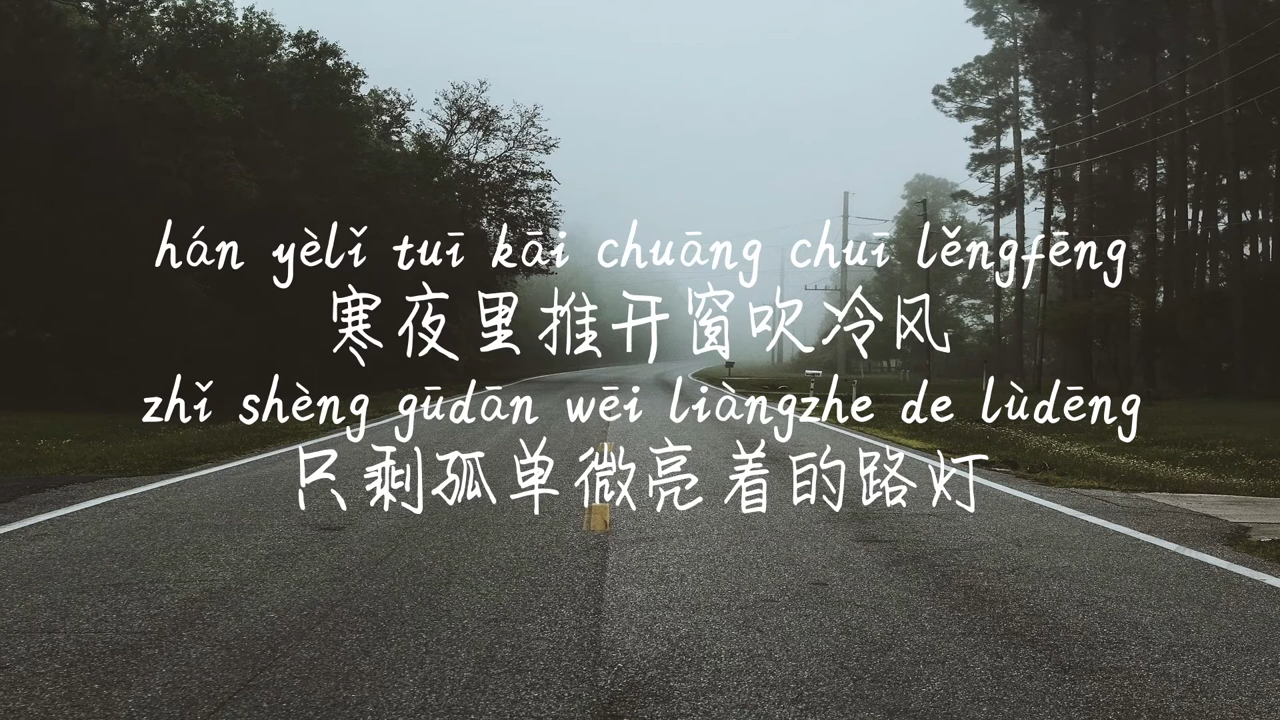 hán yèlǐ tuī kāi chuāng chuī lěngfēng
寒夜里推开窗吹冷风
zhǐ shèng gūdān wēi liàngzhe de lùdēng
只剩孤单微亮着的路灯